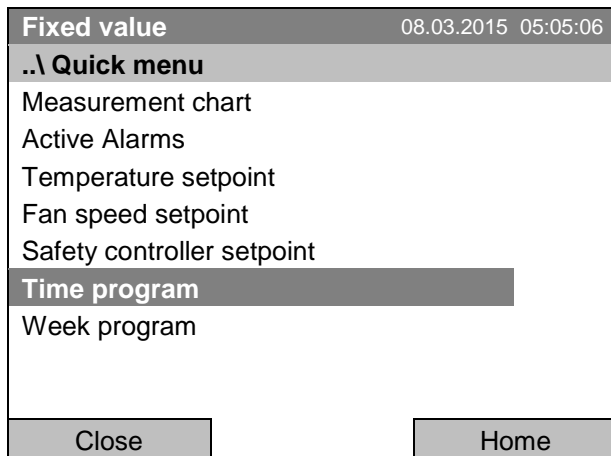 Fixed value 08.03.2015 05:05:06
..\ Quick menu
Measurement chart
Active Alarms
Temperature setpoint
Fan speed setpoint
Safety controller setpoint
Time program
Week program
Close Home